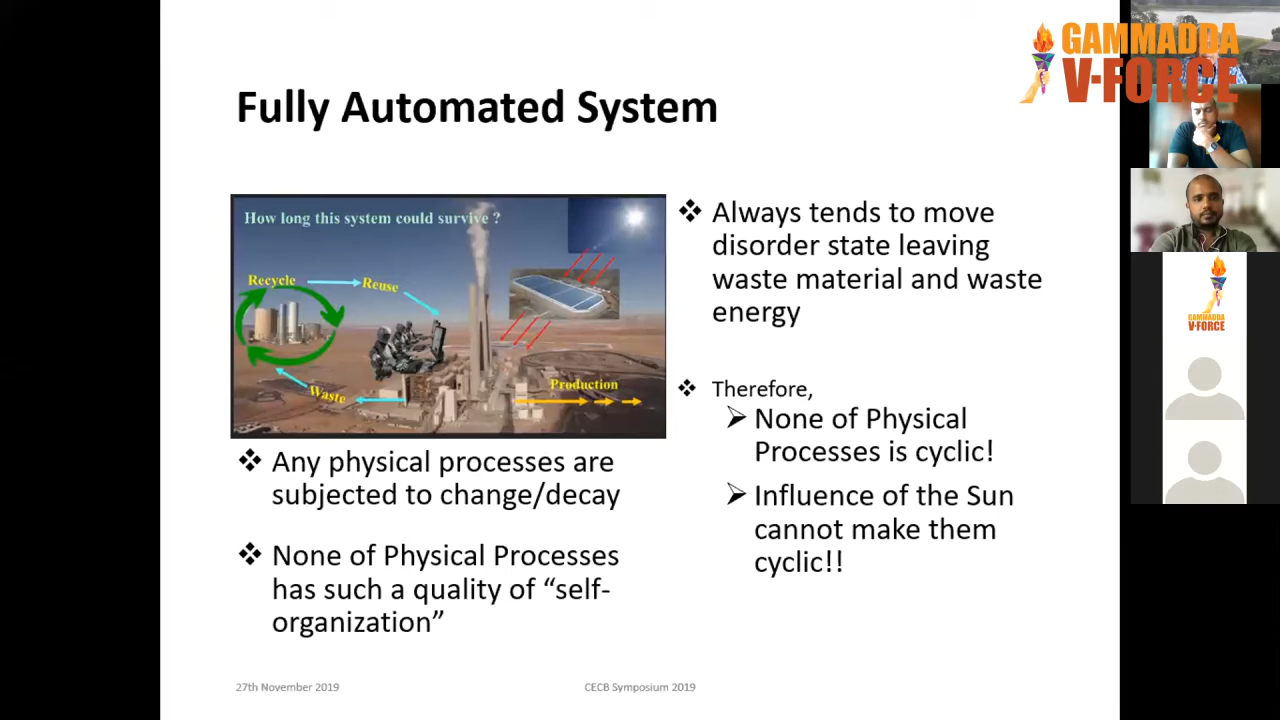 GAMMADDA
V-FORCE
Fully Automated System
How long this system could survive ?
Recycle
Reuse
Waste
Production
❖ Any physical processes are
subjected to change/decay
❖ None of Physical Processes
has such a quality of “self-
organization”
❖ Always tends to move
disorder state leaving
waste material and waste
energy
❖ Therefore,
➢ None of Physical
Processes is cyclic!
➢ Influence of the Sun
cannot make them
cyclic!!
27th November 2019
CECB Symposium 2019
GAMMADDA
V-FORCE